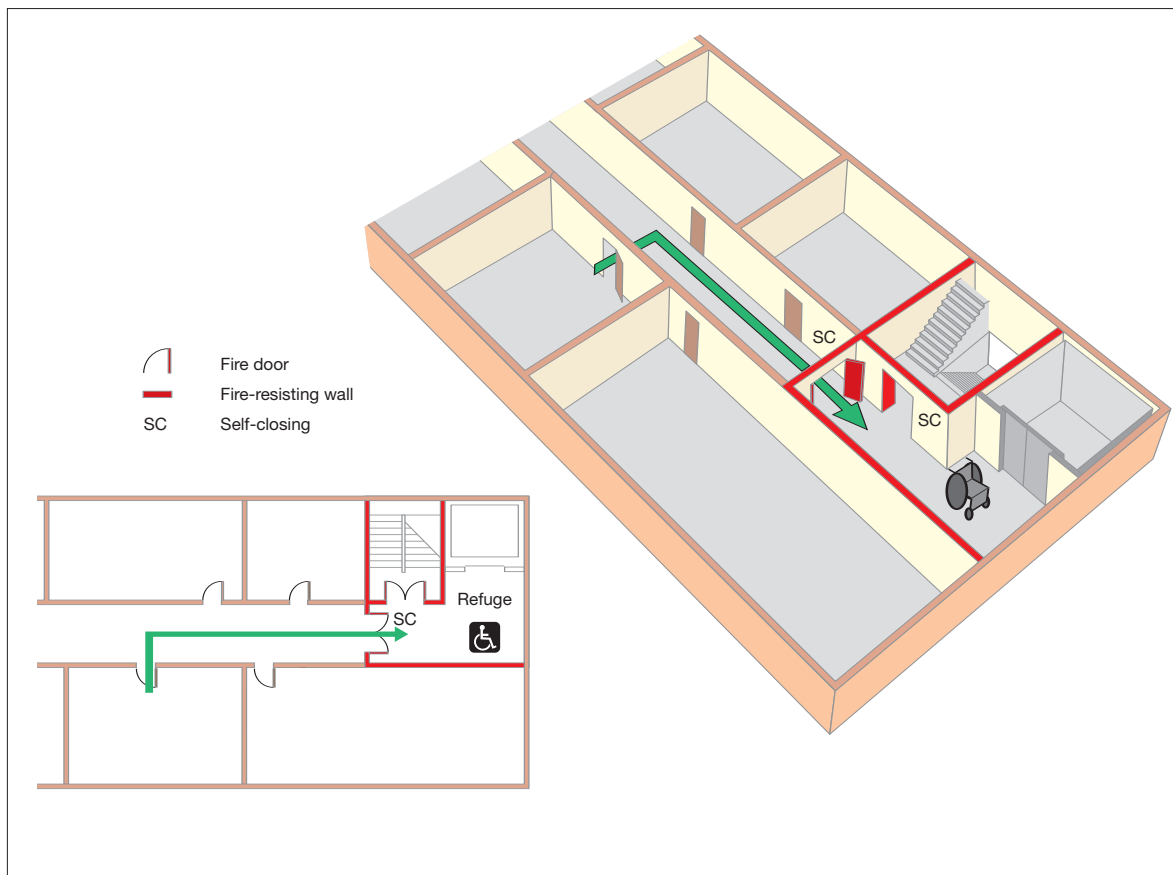 SC
SC
Fire door
Fire-resisting wall
SC Self-closing
Refuge
SC